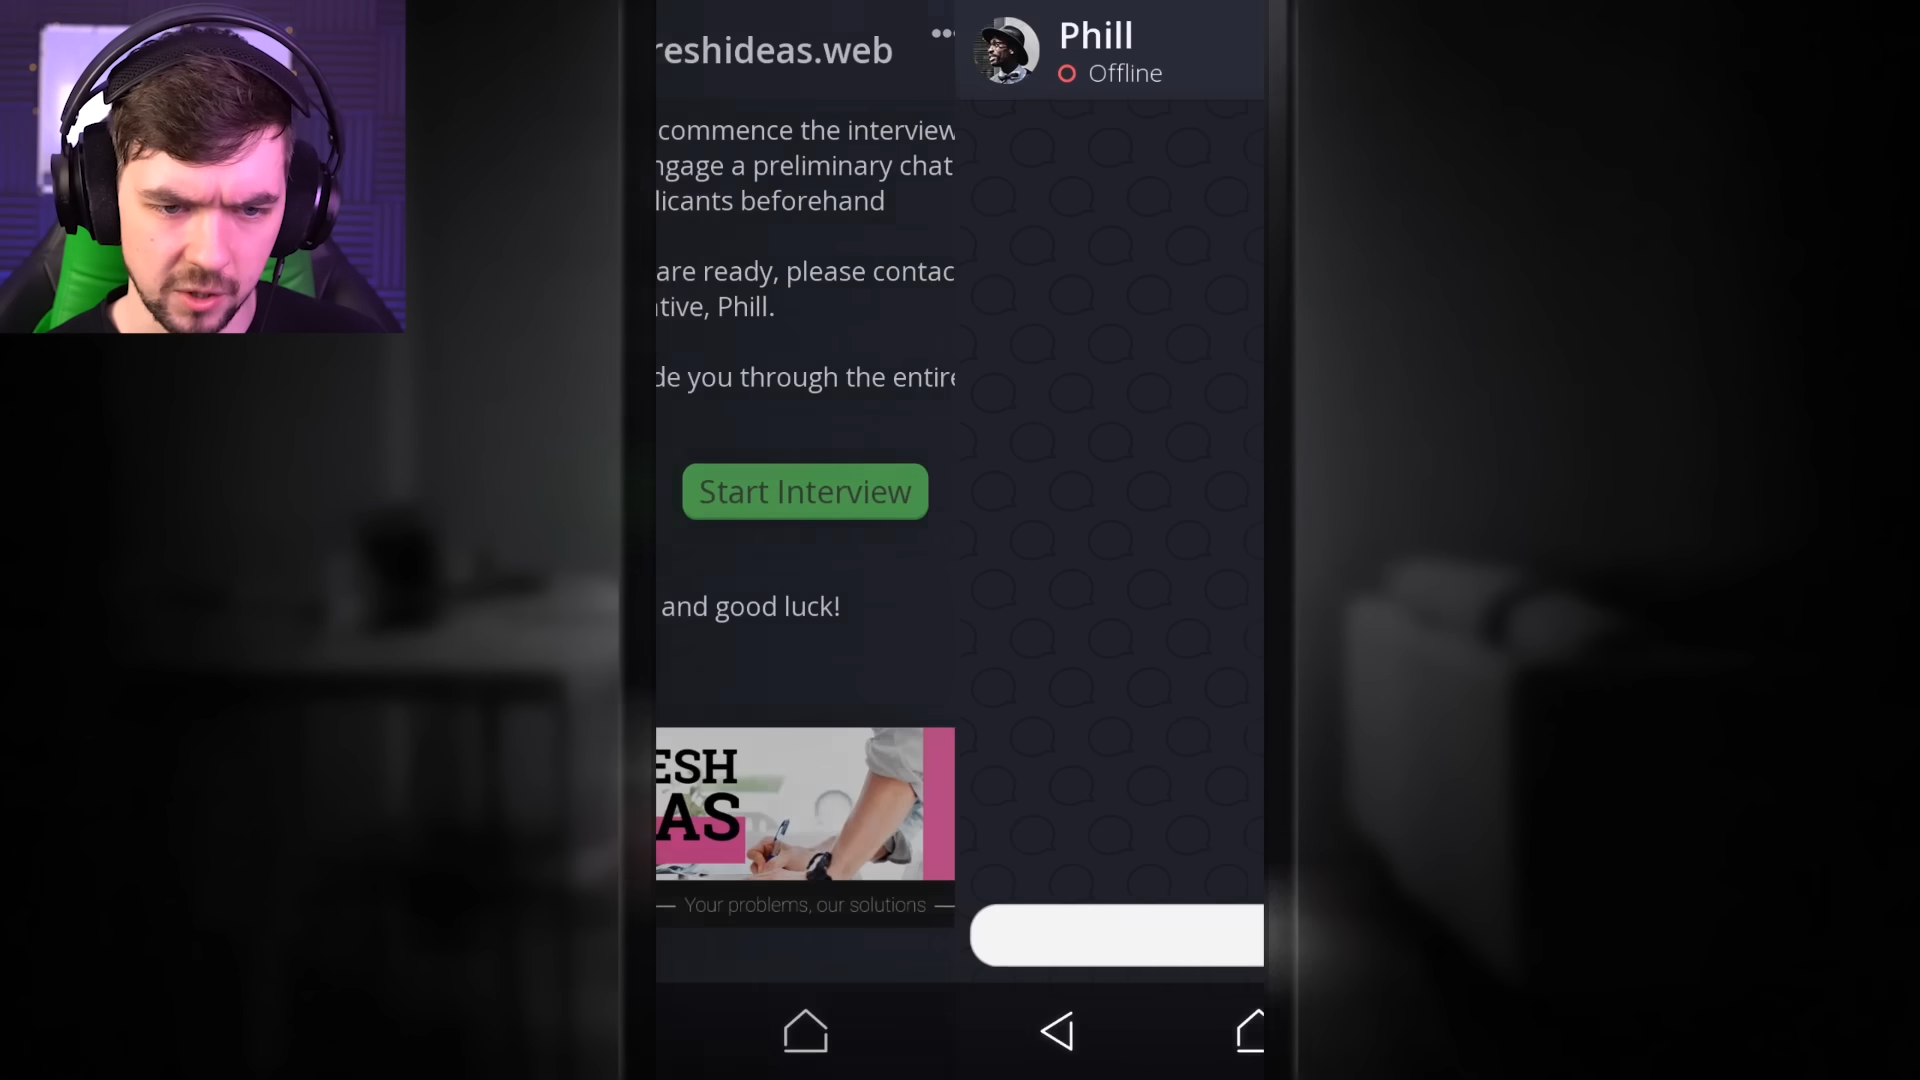 reshideas.web
Phill
Offline
commence the interview
ngage a preliminary chat
licants beforehand
are ready, please contac
tive, Phill.
de you through the entire
Start Interview
and good luck!
ESH
AS
Your problems, our solutions